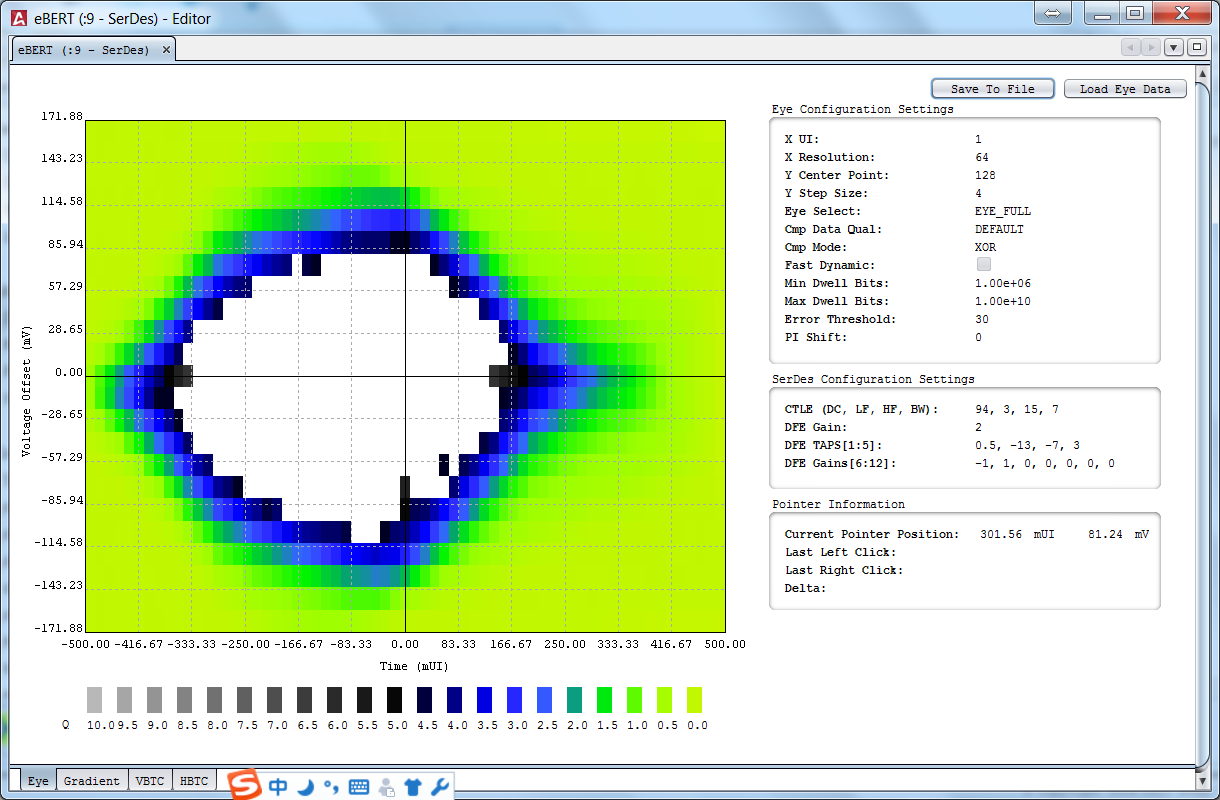 eBERT (:9 - SerDes) - Editor
eBERT (:9 - SerDes)
Save To File
Load Eye Data
Eye Configuration Settings
X UI: 1
X Resolution: 64
Y Center Point: 128
Y Step Size: 4
Eye Select: EYE_FULL
Cmp Data Qual: DEFAULT
Cmp Mode: XOR
Fast Dynamic:
Min Dwell Bits: 1.00e+06
Max Dwell Bits: 1.00e+10
Error Threshold: 30
PI Shift: 0
SerDes Configuration Settings
CTLE (DC, LF, HF, BW): 94, 3, 15, 7
DFE Gain: 2
DFE TAPS[1:5]: 0.5, -13, -7, 3
DFE Gains[6:12]: -1, 1, 0, 0, 0, 0, 0
Pointer Information
Current Pointer Position: 301.56 mUI 81.24 mV
Last Left Click:
Last Right Click:
Delta:
Voltage Offset (mV)
171.88
143.23
114.58
85.94
57.29
28.65
0.00
-28.65
-57.29
-85.94
-114.58
-143.23
-171.88
-500.00 -416.67 -333.33 -250.00 -166.67 -83.33 0.00 83.33 166.67 250.00 333.33 416.67 500.00
Time (mUI)
Q 10.0 9.5 9.0 8.5 8.0 7.5 7.0 6.5 6.0 5.5 5.0 4.5 4.0 3.5 3.0 2.5 2.0 1.5 1.0 0.5 0.0
Eye Gradient VBTC HBTC
S 中